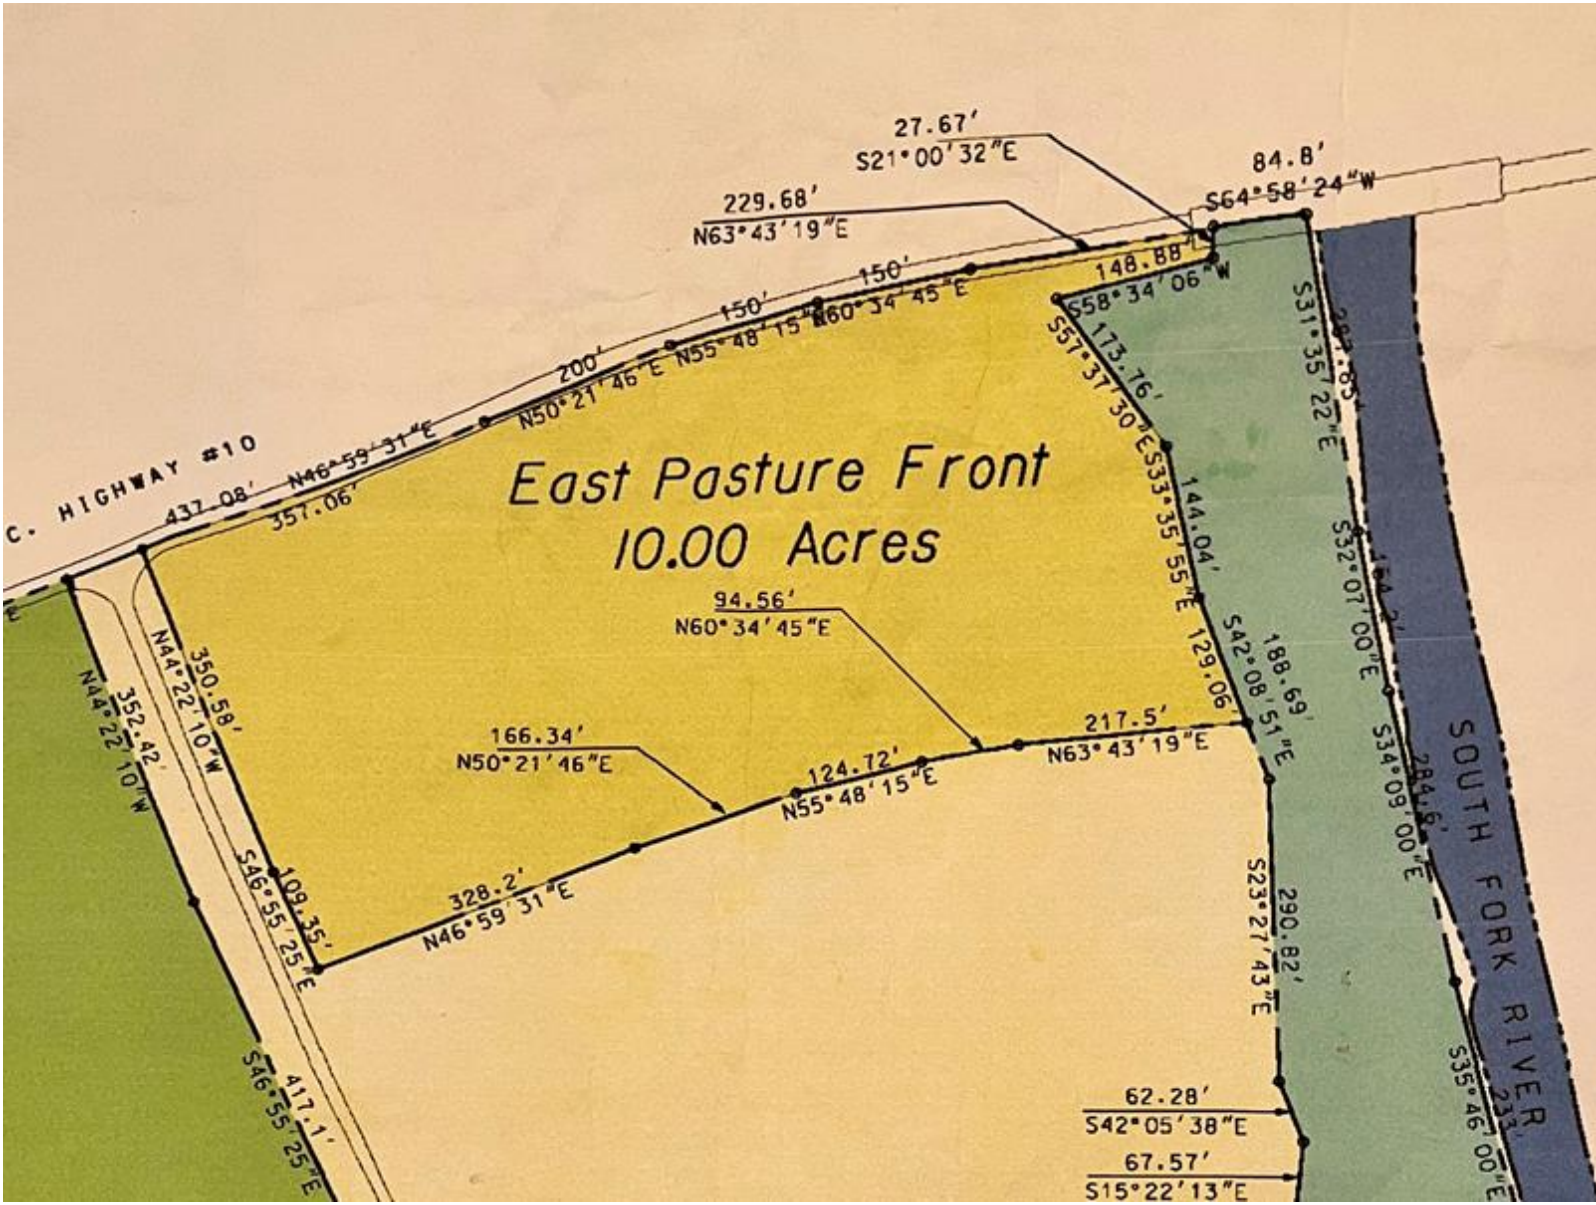 27.67'
S21°00'32"E
84.8'
S64°58'24"W
229.68'
N63°43'19"E
148.88'
S58°34'06"W
150'
N60°34'45"E
150'
N55°48'15"E
200'
N50°21'46"E
S57°37'30"E
173.76'
S31°35'22"E
287.85'
C. HIGHWAY #10
N46°59'31"E
437.08'
357.06'
East Pasture Front
10.00 Acres
S33°35'55"E
144.04'
94.56'
N60°34'45"E
S32°07'00"E
E
N44°22'10"W
350.58'
129.06
S42°08'51"E
188.69'
N44°22'10"W
352.42'
166.34'
N50°21'46"E
217.5'
N63°43'19"E
124.72'
N55°48'15"E
S34°09'00"E
284.6'
SOUTH FORK RIVER
109.35'
S46°55'25"E
328.2'
N46°59'31"E
S23°27'43"E
290.82'
S46°55'25"E
417.1'
62.28'
S42°05'38"E
S35°46'00"E
233'
67.57'
S15°22'13"E